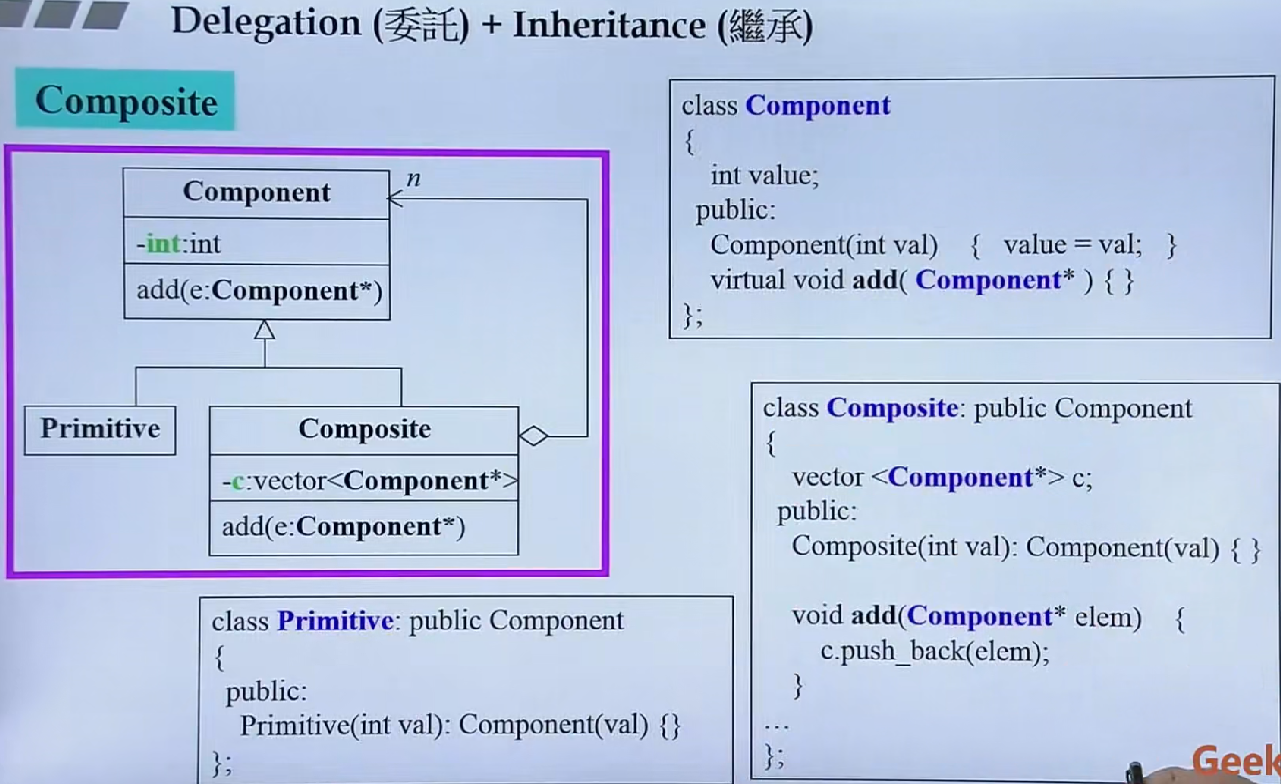 Delegation (委託) + Inheritance (繼承)
Composite
Component
n
-int:int
add(e:Component*)
Primitive
Composite
-c:vector<Component*>
add(e:Component*)
class Component
{
int value;
public:
Component(int val) { value = val; }
virtual void add( Component* ) { }
};
class Composite: public Component
{
vector <Component*> c;
public:
Composite(int val): Component(val) { }
void add(Component* elem) {
c.push_back(elem);
}
...
};
class Primitive: public Component
{
public:
Primitive(int val): Component(val) {}
};
Geek